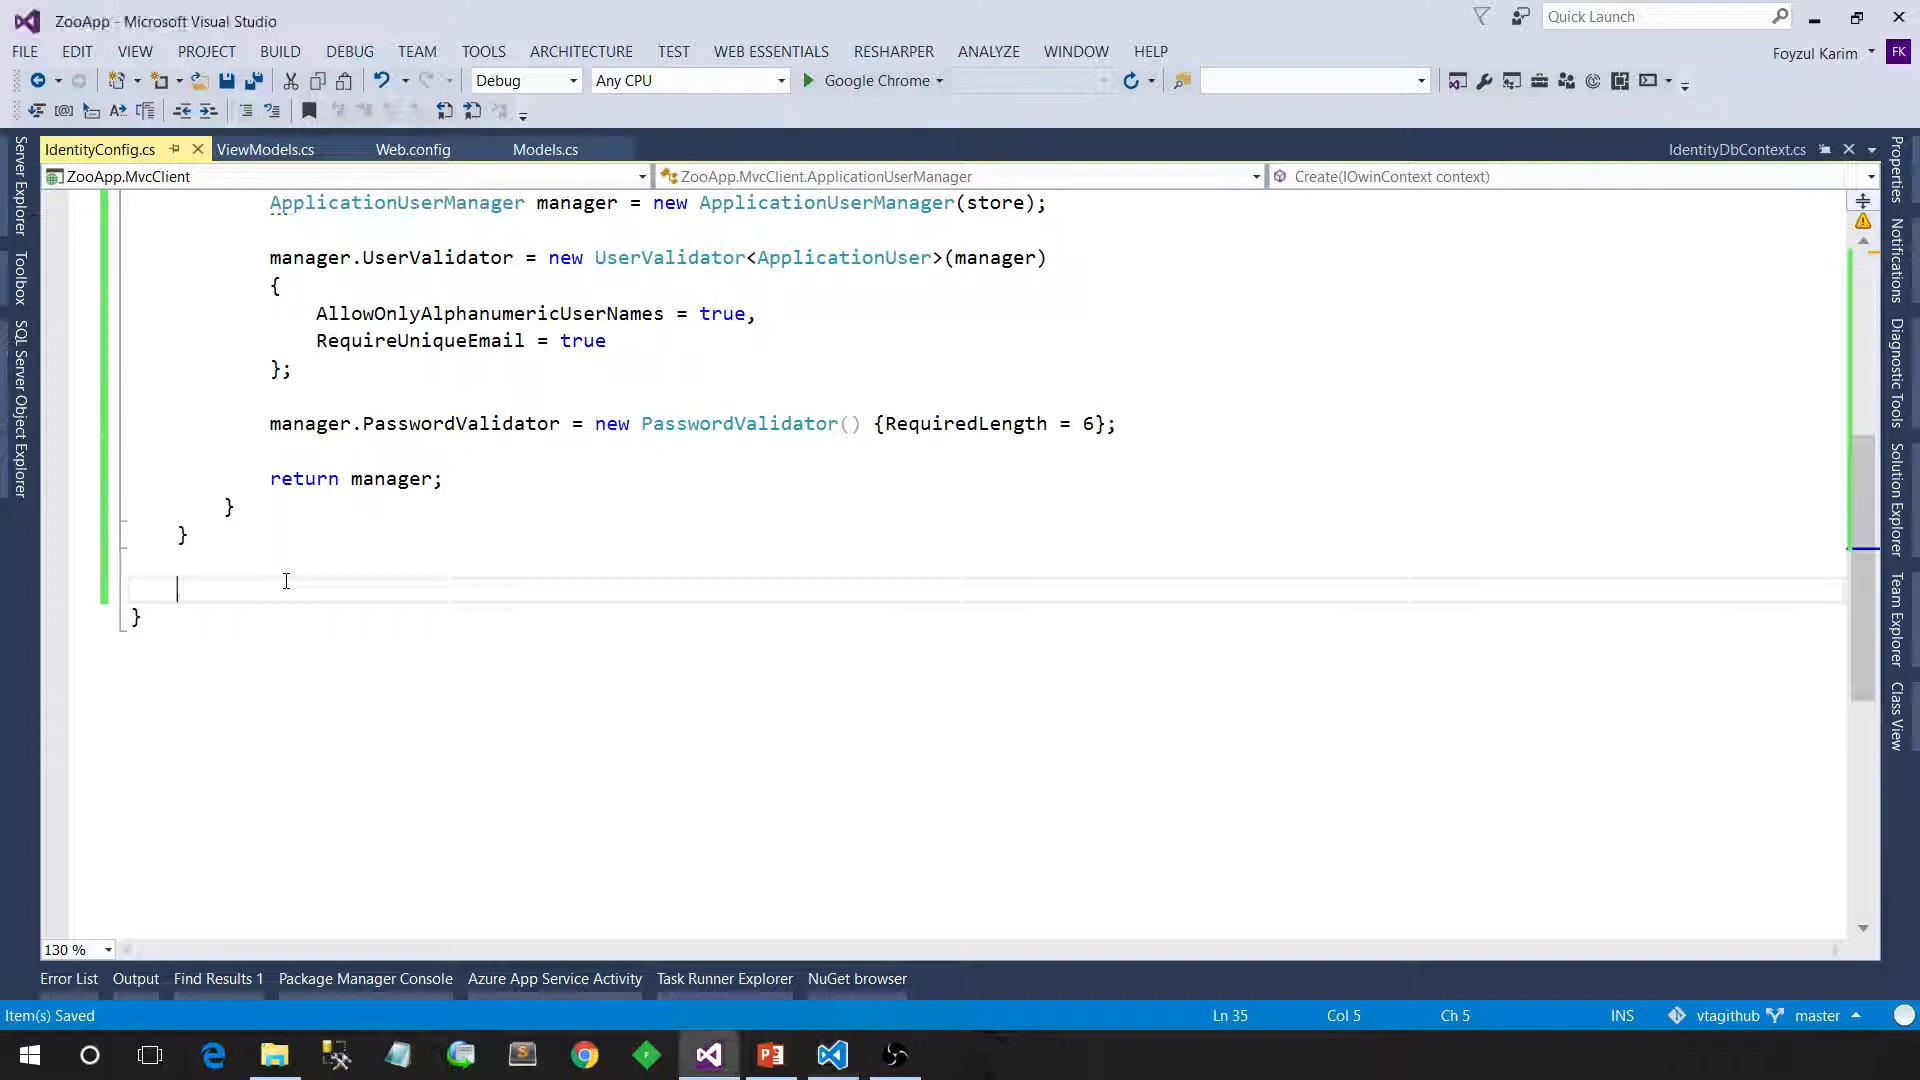 ZooApp - Microsoft Visual Studio
Quick Launch
FILE EDIT VIEW PROJECT BUILD DEBUG TEAM TOOLS ARCHITECTURE TEST WEB ESSENTIALS RESHARPER ANALYZE WINDOW HELP
Foyzul Karim FK
Debug Any CPU Google Chrome
IdentityConfig.cs ViewModels.cs Web.config Models.cs IdentityDbContext.cs
ZooApp.MvcClient ZooApp.MvcClient.ApplicationUserManager Create(IOwinContext context)
ApplicationUserManager manager = new ApplicationUserManager(store);
manager.UserValidator = new UserValidator<ApplicationUser>(manager)
{
AllowOnlyAlphanumericUserNames = true,
RequireUniqueEmail = true
};
manager.PasswordValidator = new PasswordValidator() {RequiredLength = 6};
return manager;
}
}
}
Server Explorer
Toolbox
SQL Server Object Explorer
Properties
Notifications
Diagnostic Tools
Solution Explorer
Team Explorer
Class View
130 %
Error List Output Find Results 1 Package Manager Console Azure App Service Activity Task Runner Explorer NuGet browser
Item(s) Saved Ln 35 Col 5 Ch 5 INS vtagithub master